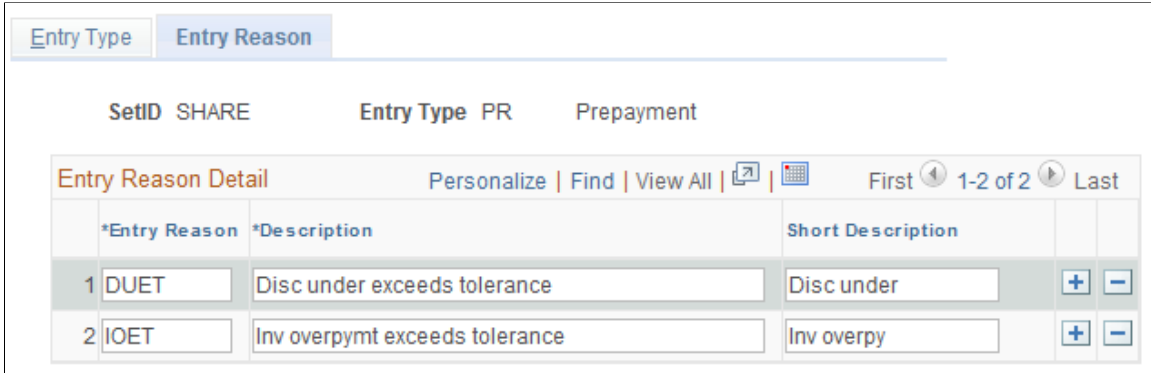 Entry Type Entry Reason
SetID SHARE Entry Type PR Prepayment
Entry Reason Detail Personalize | Find | View All | | First 1-2 of 2 Last
*Entry Reason *Description Short Description
1 DUET Disc under exceeds tolerance Disc under + −
2 IOET Inv overpymt exceeds tolerance Inv overpy + −